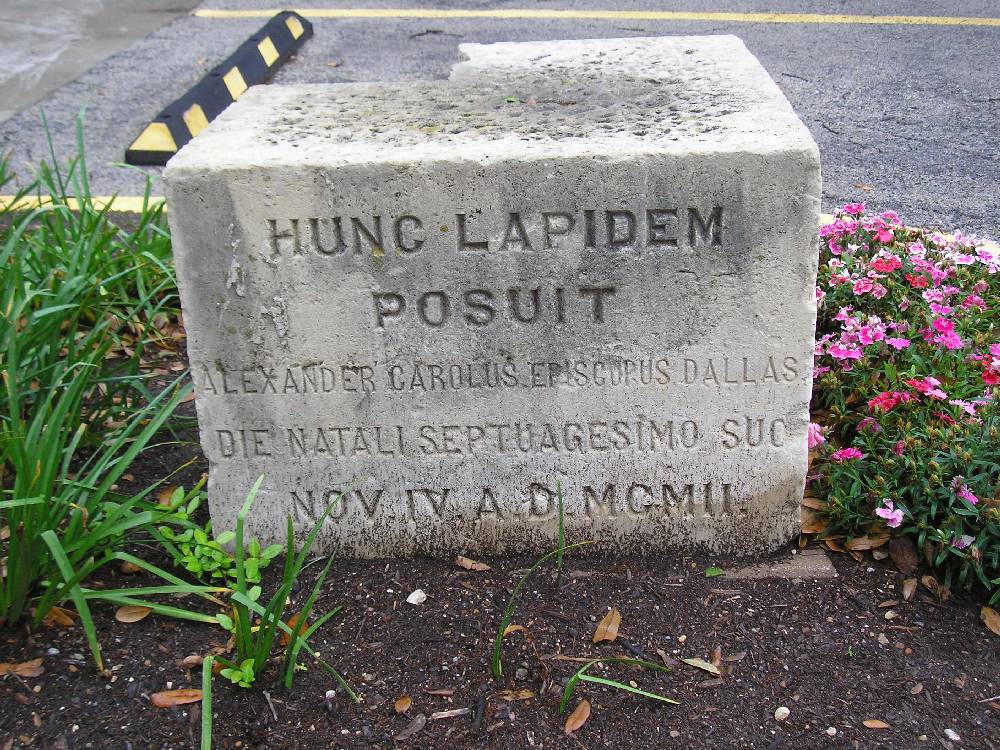 HUNC LAPIDEM
POSUIT
ALEXANDER CAROLUS EPISCOPUS DALLAS.
DIE NATALI SEPTUAGESIMO SUO
NOV IV A.D. MCMII.